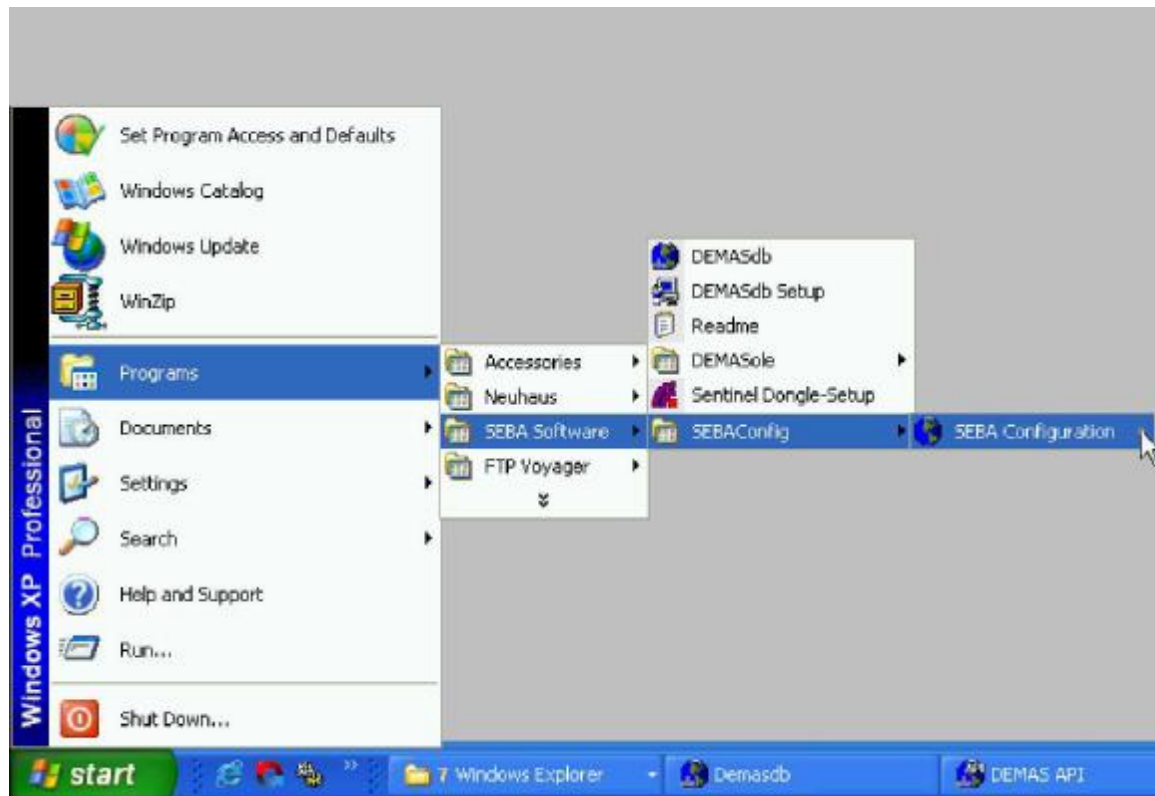 Windows XP Professional
Set Program Access and Defaults
Windows Catalog
Windows Update
WinZip
Programs
Documents
Settings
Search
Help and Support
Run...
Shut Down...
Accessories
Neuhaus
SEBA Software
FTP Voyager
DEMASdb
DEMASdb Setup
Readme
DEMASole
Sentinel Dongle-Setup
SEBAConfig
SEBA Configuration
start
7 Windows Explorer
Demasdb
DEMAS API